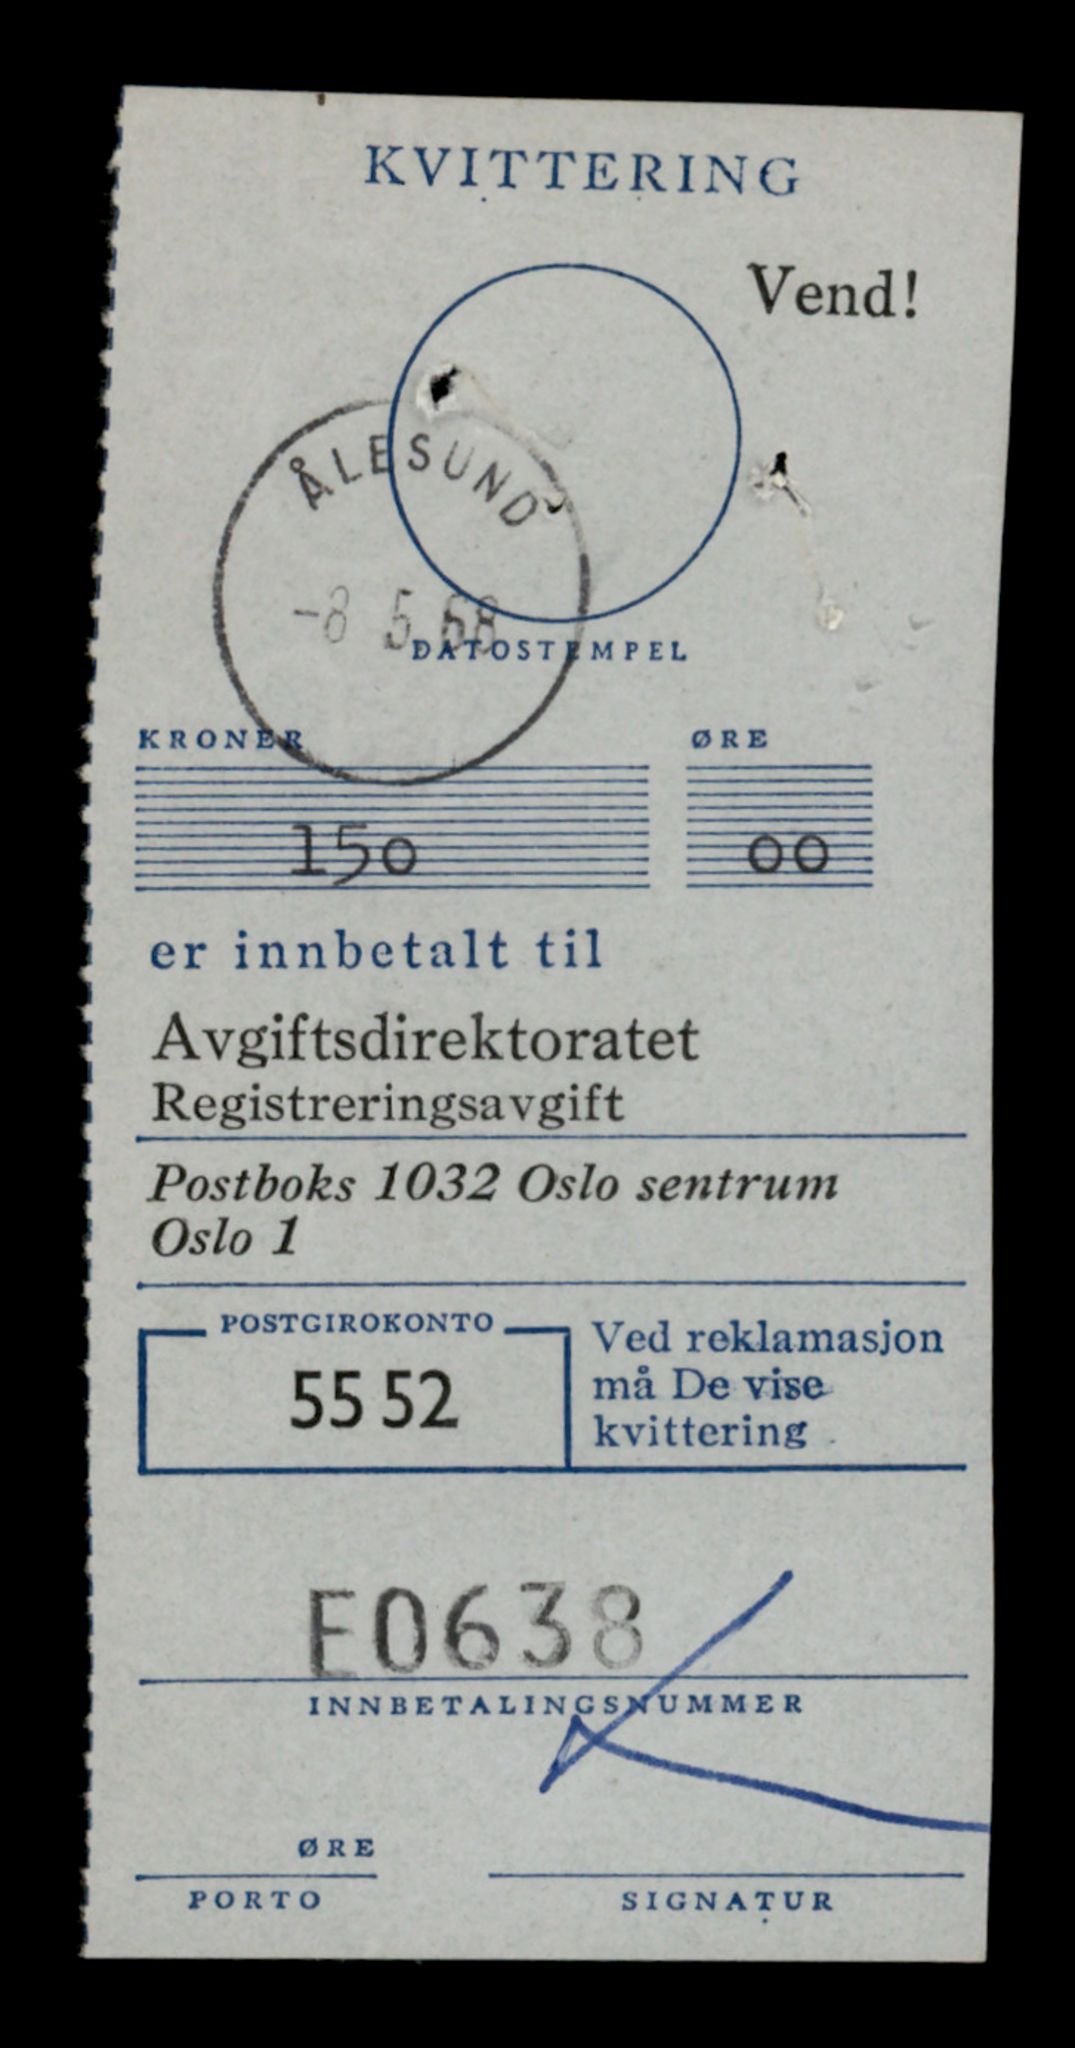 KVITTERING
Vend!
ÅLESUND
-8 5 68
DATOSTEMPEL
KRONER ØRE
150 00
er innbetalt til
Avgiftsdirektoratet
Registreringsavgift
Postboks 1032 Oslo sentrum
Oslo 1
POSTGIROKONTO
55 52
Ved reklamasjon
må De vise
kvittering
E0638
INNBETALINGSNUMMER
ØRE
PORTO SIGNATUR